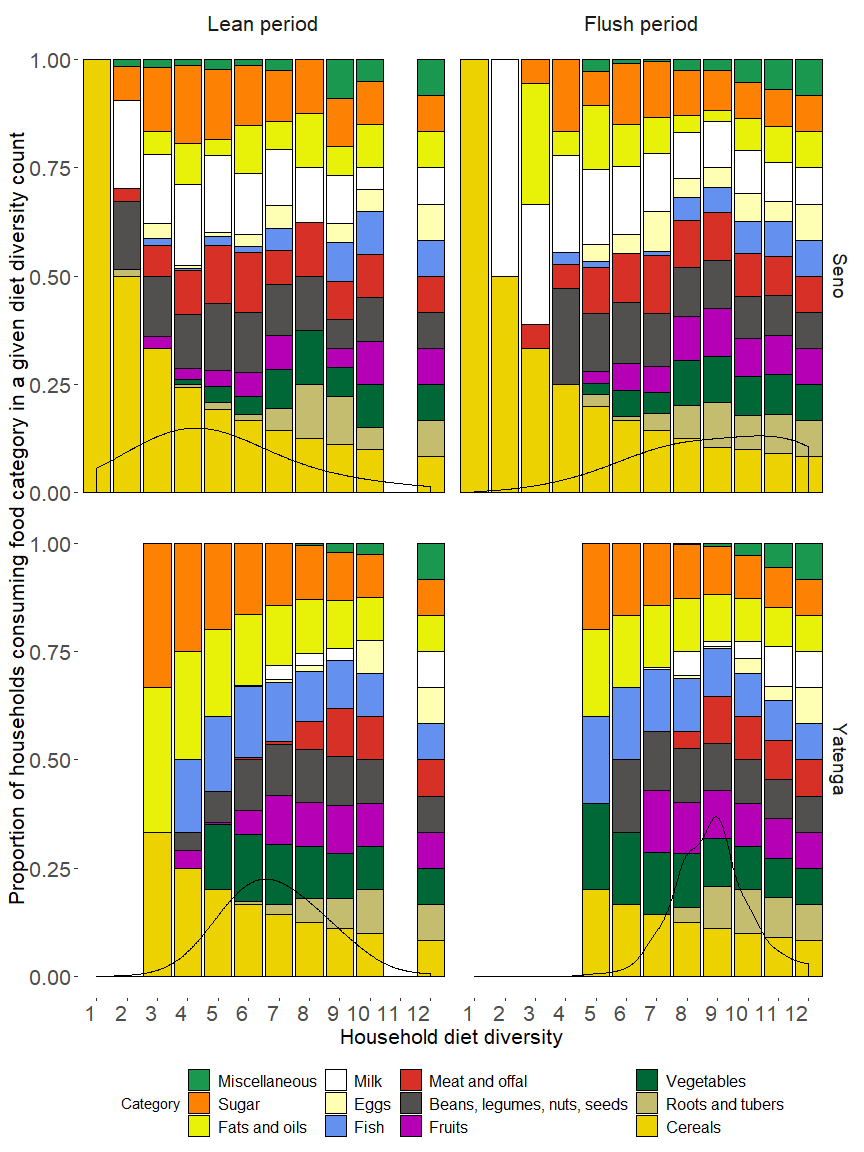 Lean period Flush period
Proportion of households consuming food category in a given diet diversity count
1.00
0.75
0.50
0.25
0.00
Seno
1.00
0.75
0.50
0.25
0.00
Yatenga
1 2 3 4 5 6 7 8 9 10 11 12 1 2 3 4 5 6 7 8 9 10 11 12
Household diet diversity
Category
Miscellaneous Milk Meat and offal Vegetables
Sugar Eggs Beans, legumes, nuts, seeds Roots and tubers
Fats and oils Fish Fruits Cereals